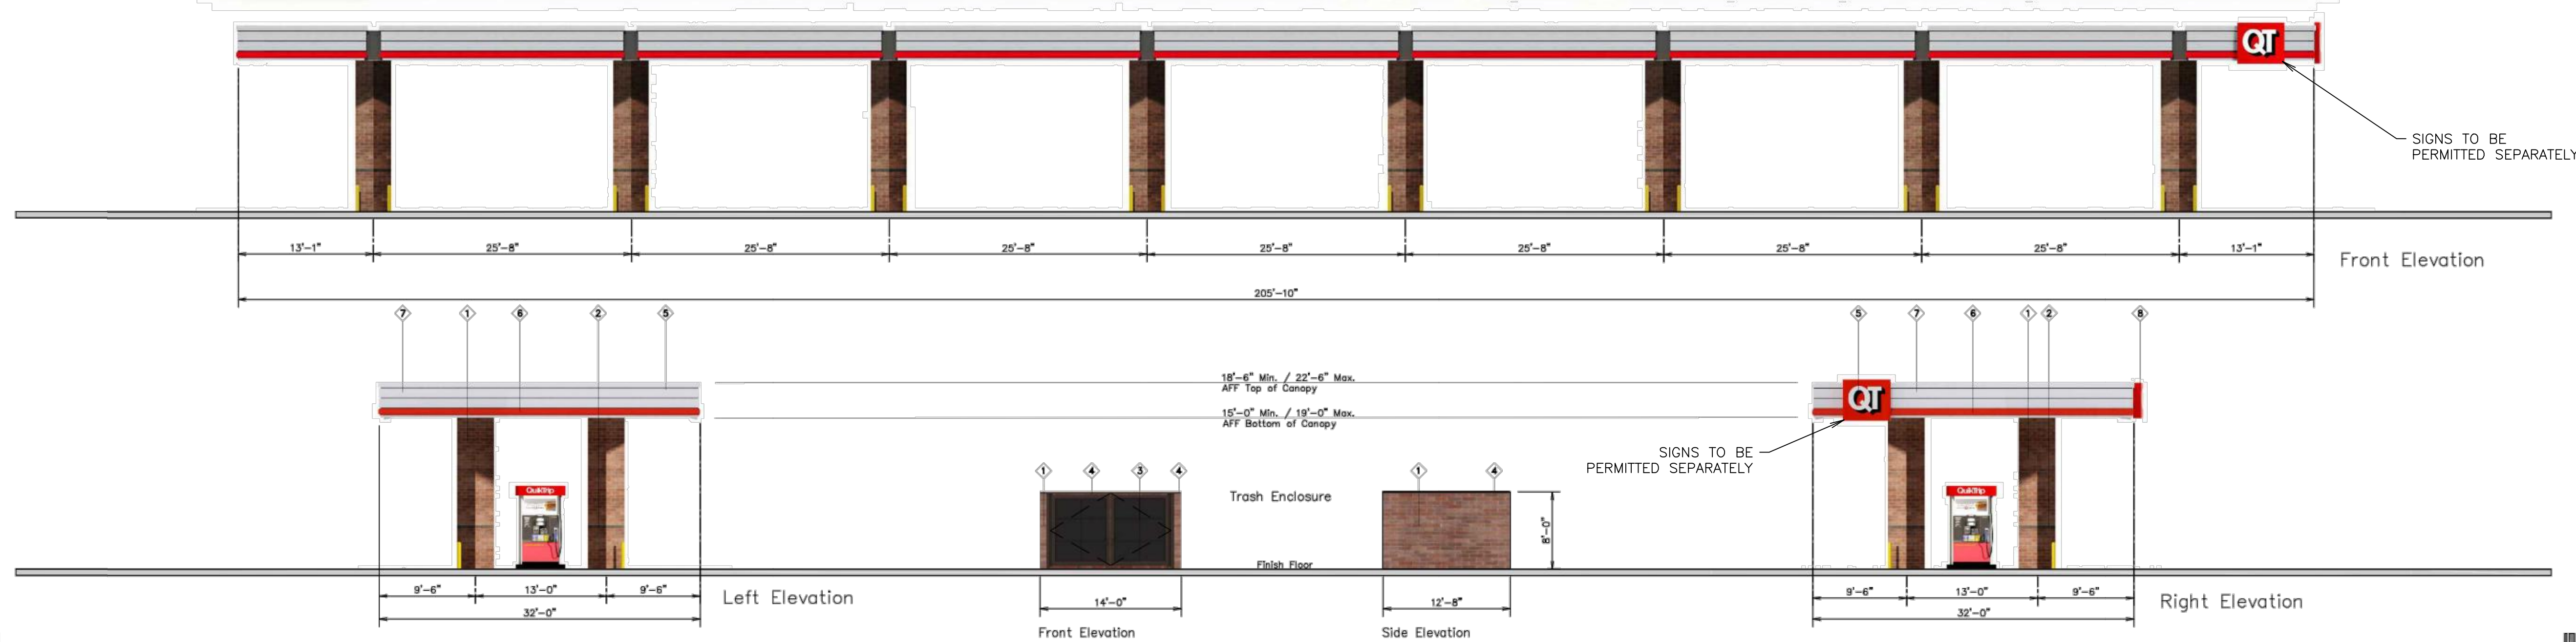 QT
SIGNS TO BE
PERMITTED SEPARATELY
13'-1" 25'-8" 25'-8" 25'-8" 25'-8" 25'-8" 25'-8" 25'-8" 13'-1"
Front Elevation
205'-10"
7 1 6 2 5
5 7 6 1 2 8
18'-6" Min. / 22'-6" Max.
AFF Top of Canopy
15'-0" Min. / 19'-0" Max.
AFF Bottom of Canopy
QT
SIGNS TO BE
PERMITTED SEPARATELY
1 4 3 4
1 4
QuikTrip
Trash Enclosure
8'-0"
QuikTrip
Finish Floor
9'-6" 13'-0" 9'-6"
32'-0"
Left Elevation
14'-0"
Front Elevation
12'-8"
Side Elevation
9'-6" 13'-0" 9'-6"
32'-0"
Right Elevation